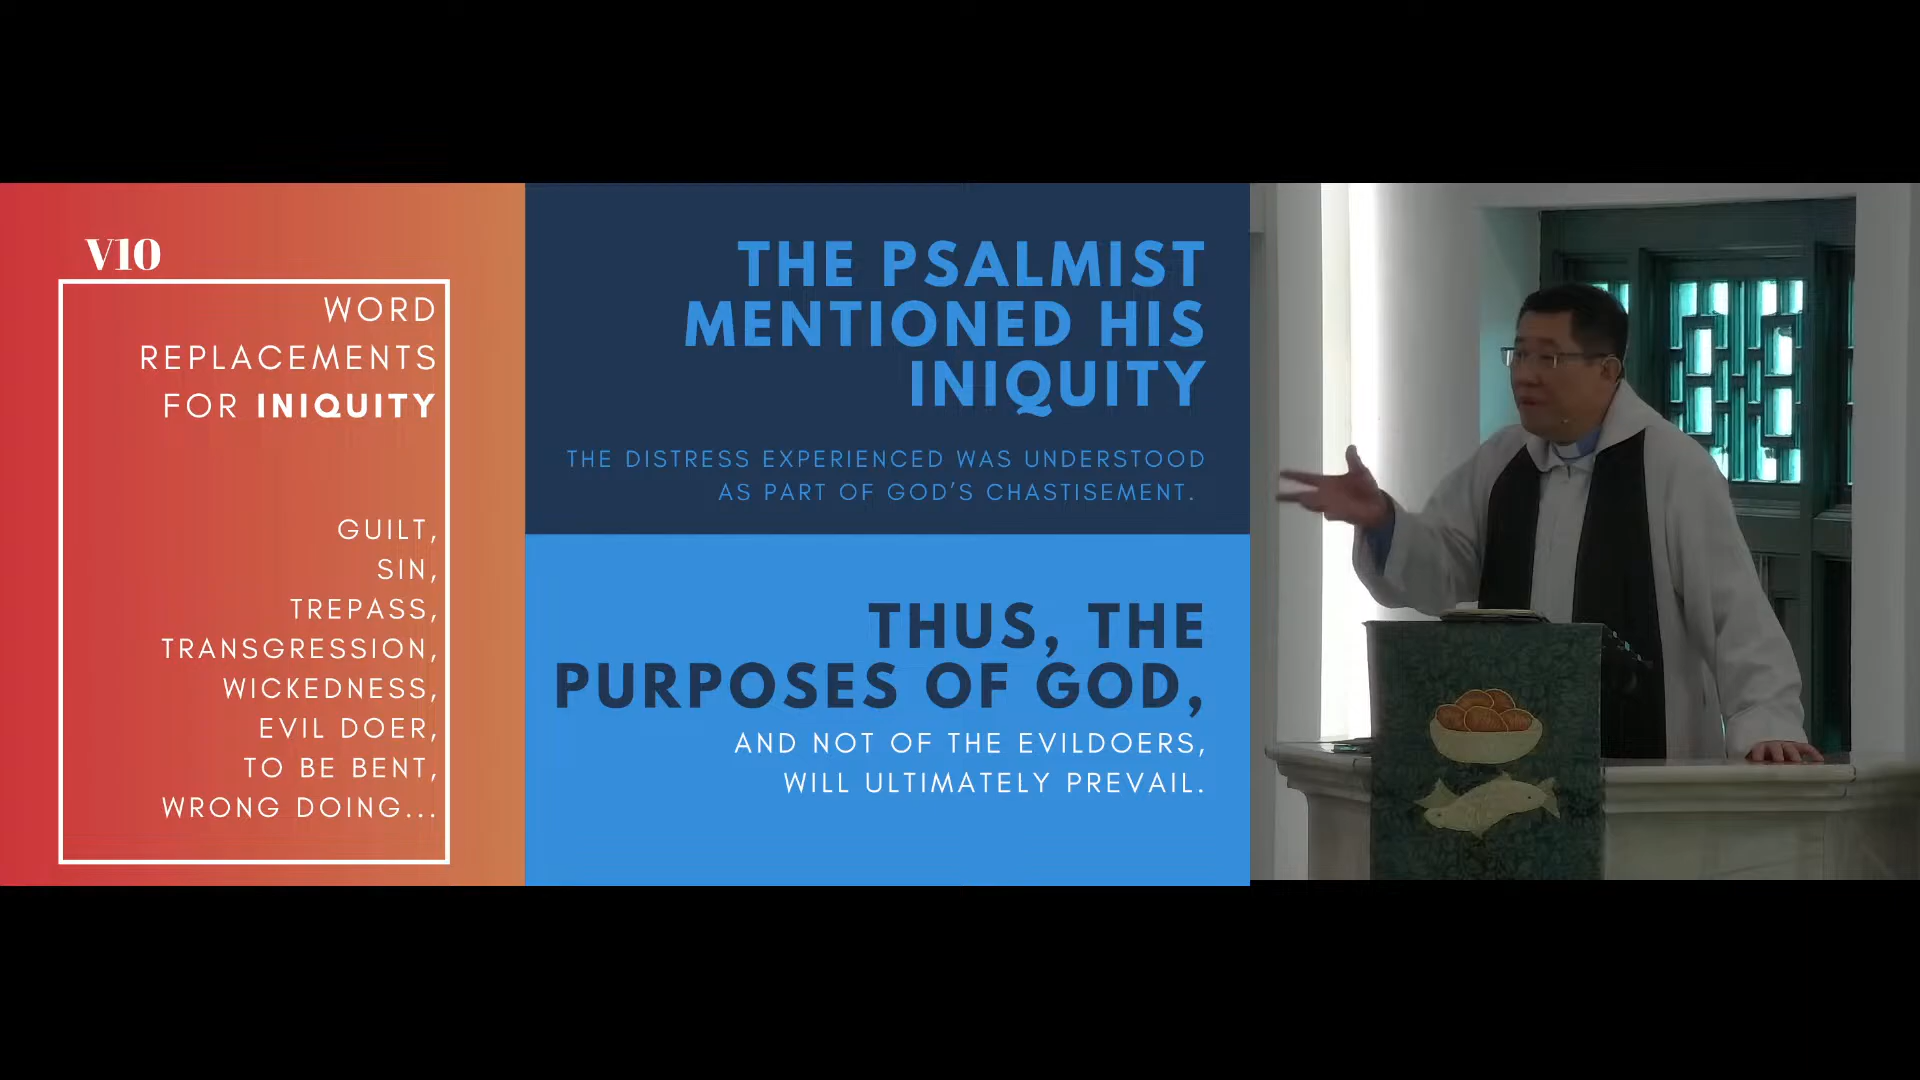 V10
WORD
REPLACEMENTS
FOR INIQUITY
GUILT,
SIN,
TREPASS,
TRANSGRESSION,
WICKEDNESS,
EVIL DOER,
TO BE BENT,
WRONG DOING...
THE PSALMIST
MENTIONED HIS
INIQUITY
THE DISTRESS EXPERIENCED WAS UNDERSTOOD
AS PART OF GOD'S CHASTISEMENT.
THUS, THE
PURPOSES OF GOD,
AND NOT OF THE EVILDOERS,
WILL ULTIMATELY PREVAIL.